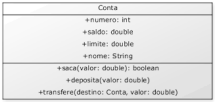 Conta
+numero: int
+saldo: double
+limite: double
+nome: String
+saca(valor: double): boolean
+deposita(valor: double)
+transfere(destino: Conta, valor: double)